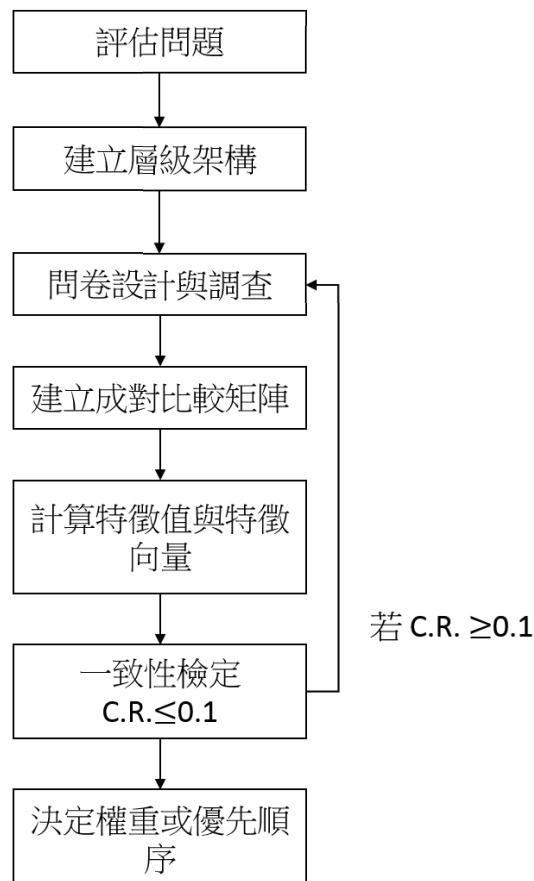 評估問題
建立層級架構
問卷設計與調查
建立成對比較矩陣
計算特徵值與特徵
向量
若 C.R. ≥0.1
一致性檢定
C.R.≤0.1
決定權重或優先順
序